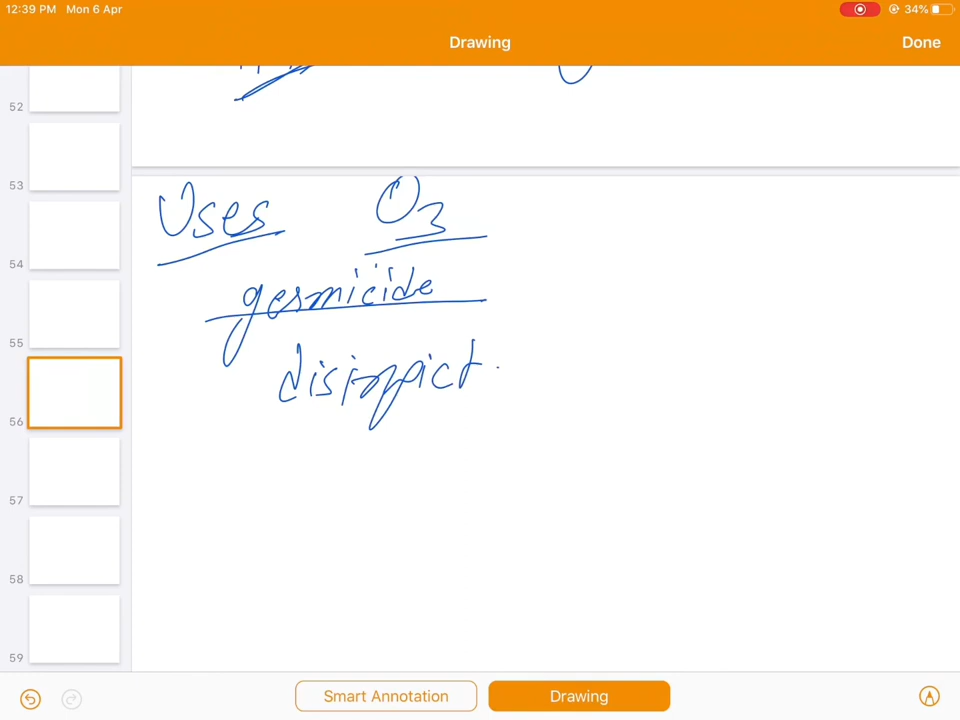 12:39 PM Mon 6 Apr 34%
Drawing Done
52
53
Uses O3
54
germicide
55
56
57
58
59
Smart Annotation Drawing